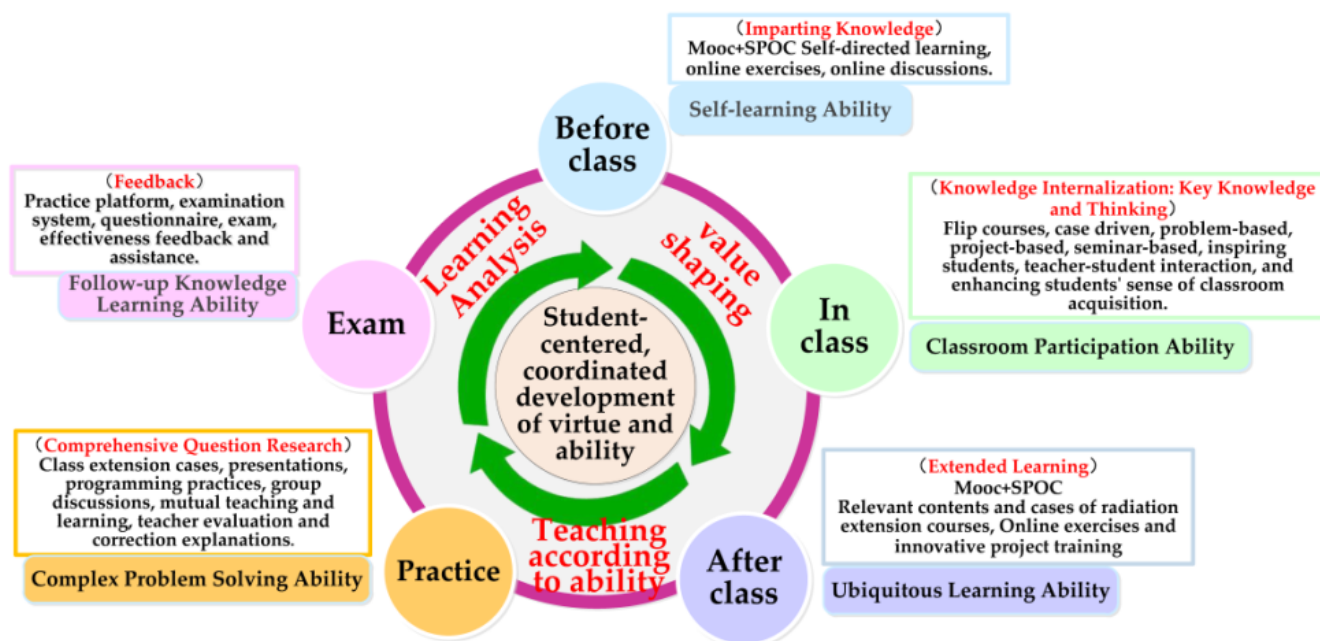 （Imparting Knowledge）
Mooc+SPOC Self-directed learning,
online exercises, online discussions.
Self-learning Ability
Before
class
（Feedback）
Practice platform, examination
system, questionnaire, exam,
effectiveness feedback and
assistance.
Follow-up Knowledge
Learning Ability
Exam
Learning
Analysis
value
shaping
（Knowledge Internalization: Key Knowledge
and Thinking）
Flip courses, case driven, problem-based,
project-based, seminar-based, inspiring
students, teacher-student interaction, and
enhancing students' sense of classroom
acquisition.
Classroom Participation Ability
In
class
Student-
centered,
coordinated
development
of virtue and
ability
（Comprehensive Question Research）
Class extension cases, presentations,
programming practices, group
discussions, mutual teaching and
learning, teacher evaluation and
correction explanations.
Complex Problem Solving Ability
Practice
Teaching
according
to ability
After
class
（Extended Learning）
Mooc+SPOC
Relevant contents and cases of radiation
extension courses, Online exercises and
innovative project training
Ubiquitous Learning Ability